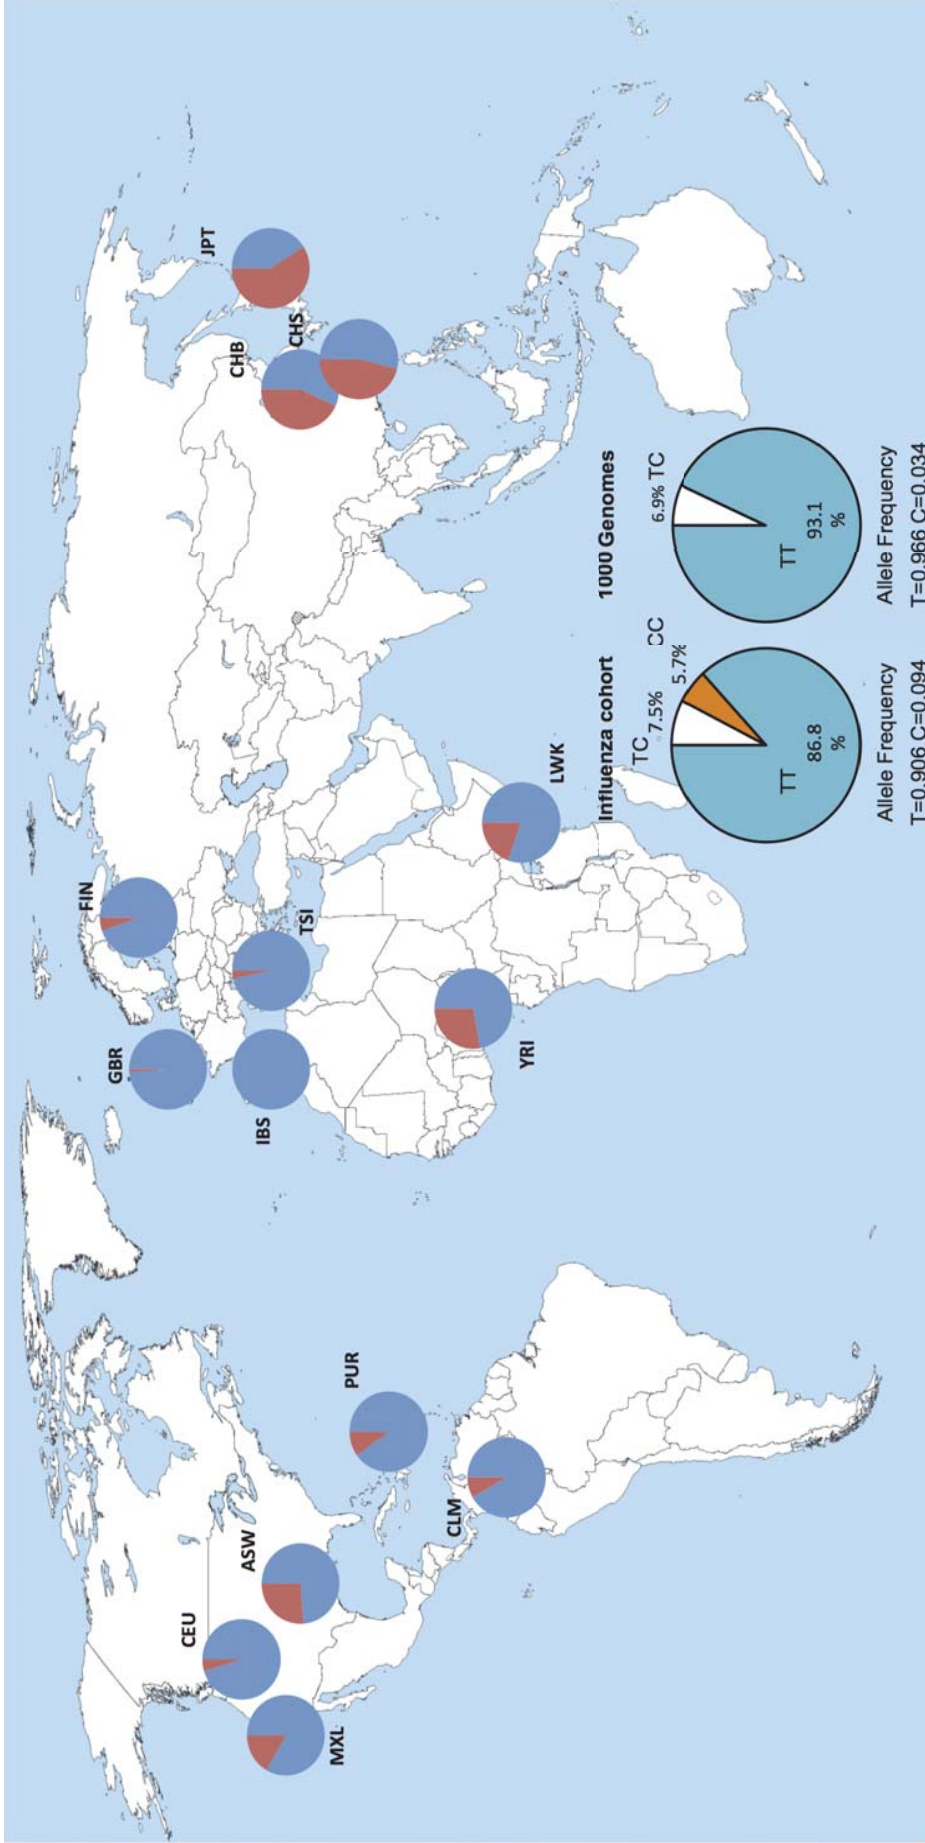 JPT
CHB
CHS
FIN
GBR
TSI
IBS
LWK
YRI
PUR
CLM
ASW
CEU
MXL
Influenza cohort
TC 7.5%
CC
5.7%
TT
86.8
%
Allele Frequency
T=0.906 C=0.094
1000 Genomes
6.9% TC
TT
93.1
%
Allele Frequency
T=0.966 C=0.034